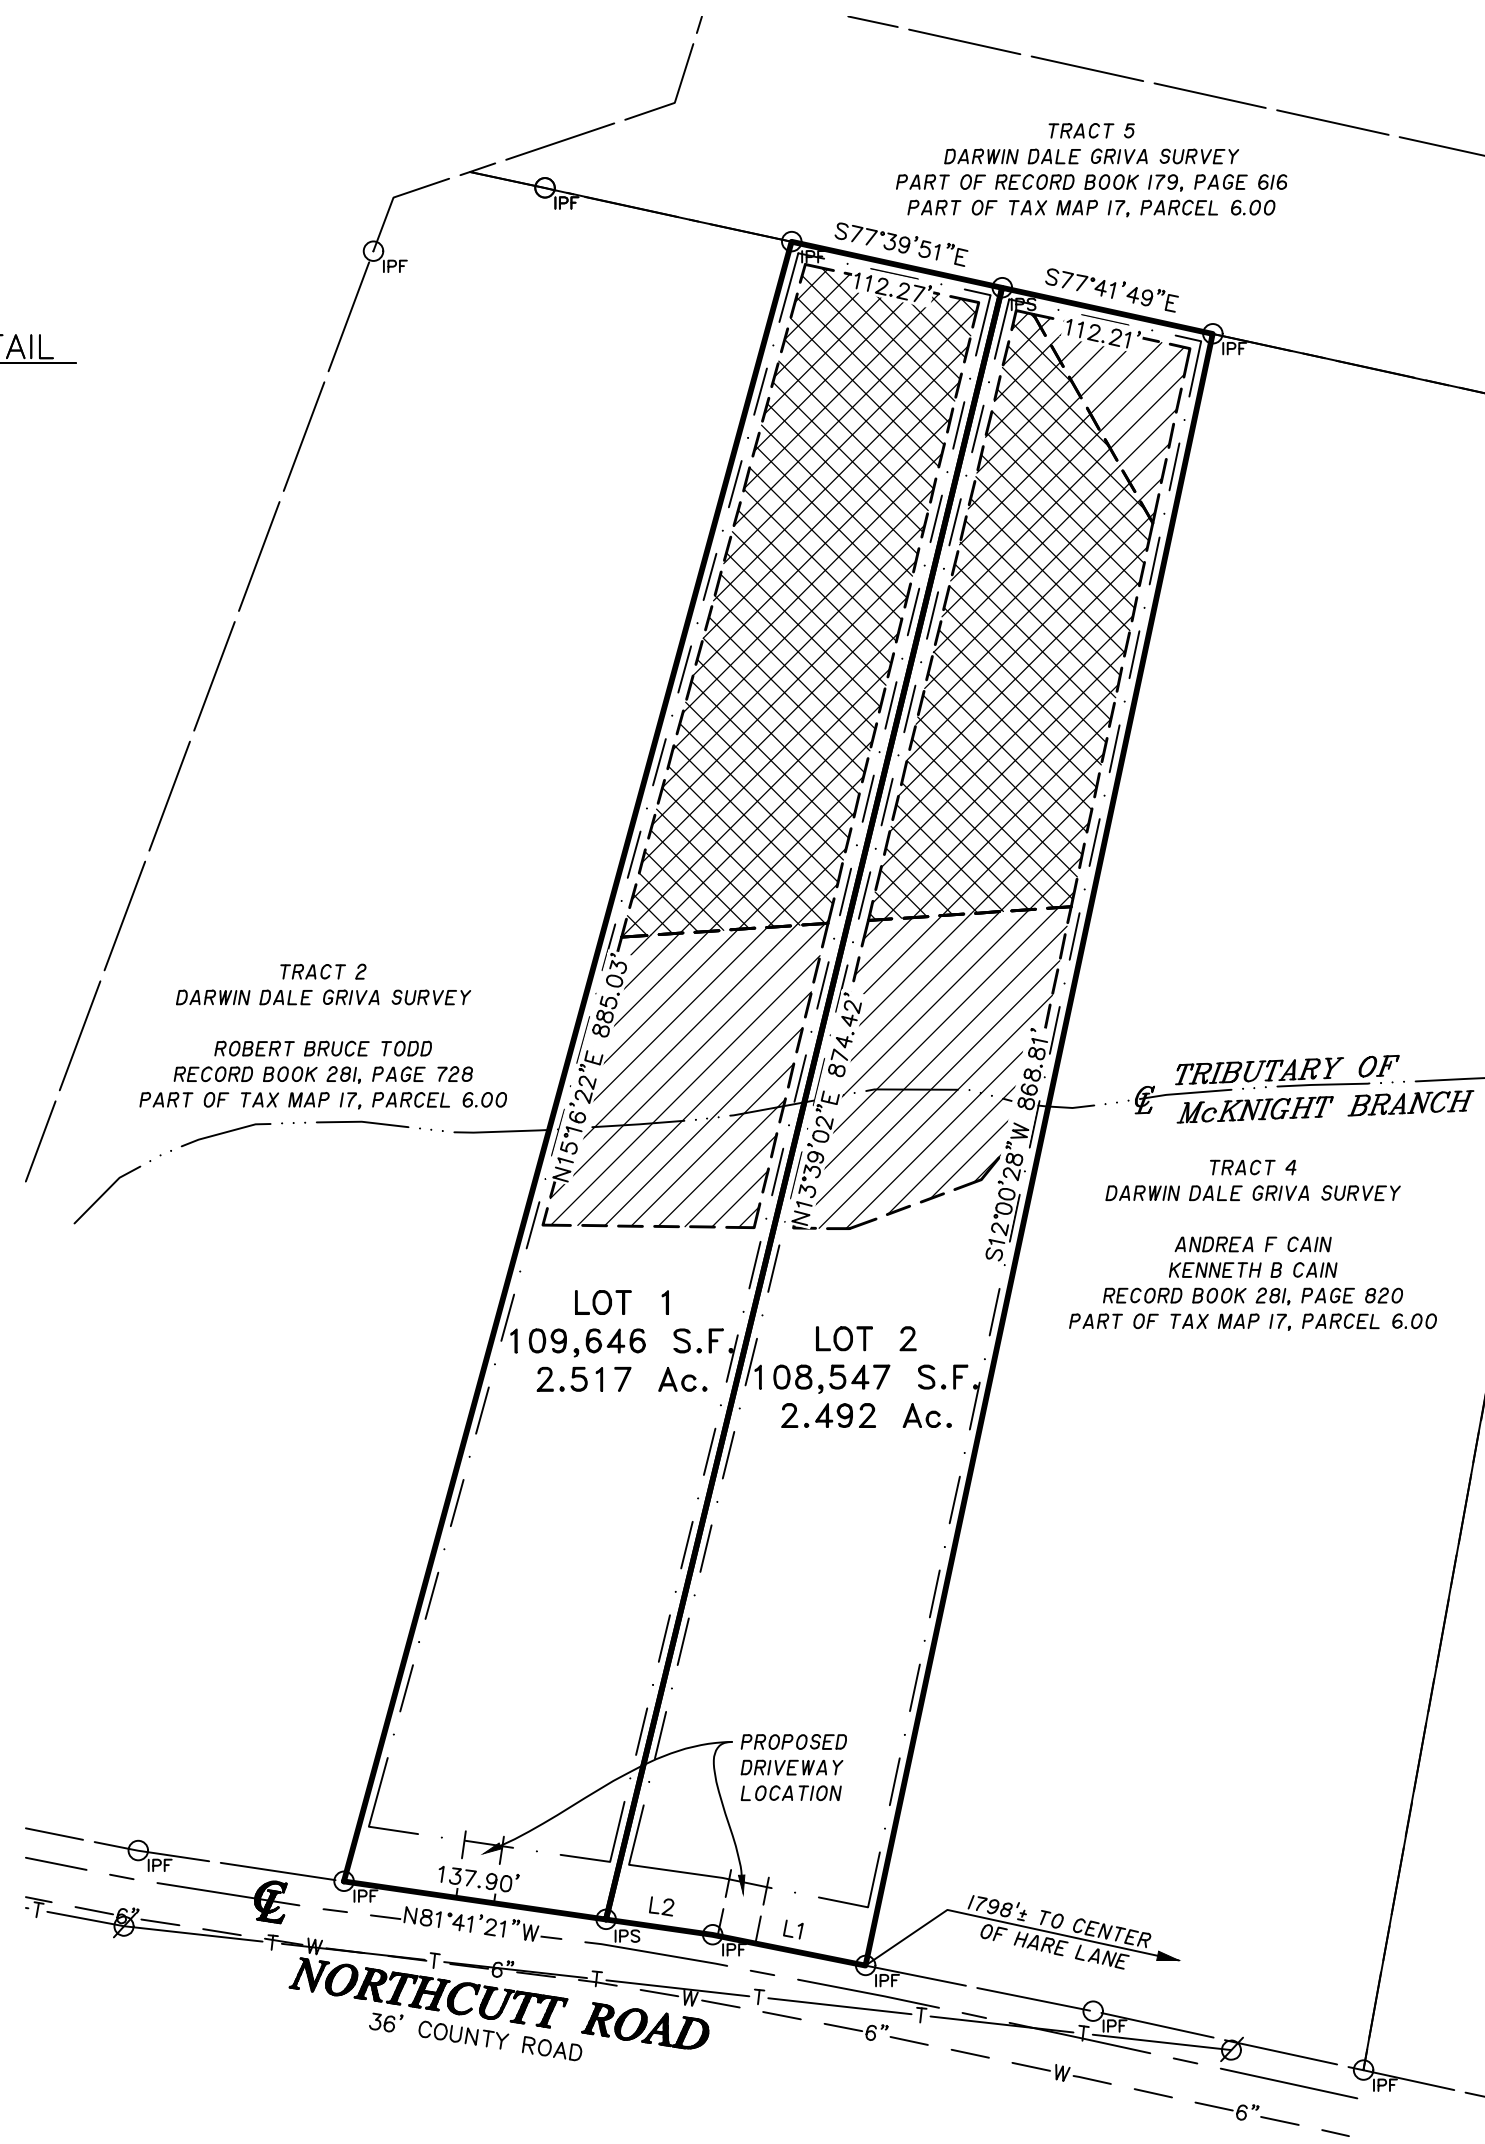 TRACT 5
DARWIN DALE GRIVA SURVEY
PART OF RECORD BOOK 179, PAGE 616
PART OF TAX MAP 17, PARCEL 6.00
IPF
IPF
IPF
S77°39'51"E
112.27'
IPS
S77°41'49"E
112.21'
IPF
TAIL
TRACT 2
DARWIN DALE GRIVA SURVEY
ROBERT BRUCE TODD
RECORD BOOK 281, PAGE 728
PART OF TAX MAP 17, PARCEL 6.00
N15°16'22"E 885.03'
N13°39'02"E 874.42'
S12°00'28"W 868.81'
℄ TRIBUTARY OF
McKNIGHT BRANCH
TRACT 4
DARWIN DALE GRIVA SURVEY
ANDREA F CAIN
KENNETH B CAIN
RECORD BOOK 281, PAGE 820
PART OF TAX MAP 17, PARCEL 6.00
LOT 1
109,646 S.F.
2.517 Ac.
LOT 2
108,547 S.F.
2.492 Ac.
PROPOSED
DRIVEWAY
LOCATION
IPF
IPF
137.90'
N81°41'21"W
IPS
L2
IPF
L1
IPF
1798'± TO CENTER
OF HARE LANE
℄
T
6"
T
W
T
6"
T
W
T
T
6"
T
W
6"
IPF
IPF
NORTHCUTT ROAD
36' COUNTY ROAD